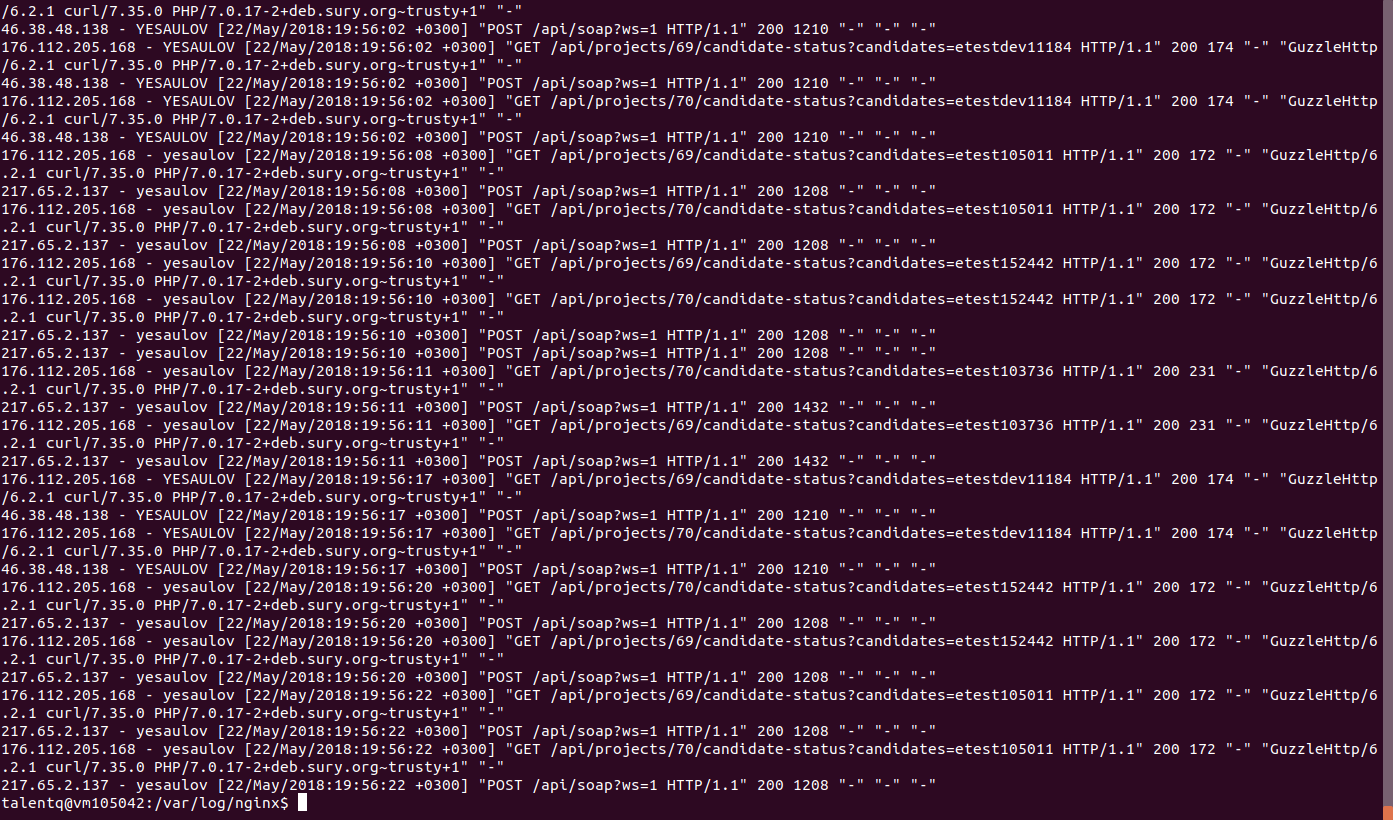 /6.2.1 curl/7.35.0 PHP/7.0.17-2+deb.sury.org~trusty+1" "-"
46.38.48.138 - YESAULOV [22/May/2018:19:56:02 +0300] "POST /api/soap?ws=1 HTTP/1.1" 200 1210 "-" "-" "-"
176.112.205.168 - YESAULOV [22/May/2018:19:56:02 +0300] "GET /api/projects/69/candidate-status?candidates=etestdev11184 HTTP/1.1" 200 174 "-" "GuzzleHttp
/6.2.1 curl/7.35.0 PHP/7.0.17-2+deb.sury.org~trusty+1" "-"
46.38.48.138 - YESAULOV [22/May/2018:19:56:02 +0300] "POST /api/soap?ws=1 HTTP/1.1" 200 1210 "-" "-" "-"
176.112.205.168 - YESAULOV [22/May/2018:19:56:02 +0300] "GET /api/projects/70/candidate-status?candidates=etestdev11184 HTTP/1.1" 200 174 "-" "GuzzleHttp
/6.2.1 curl/7.35.0 PHP/7.0.17-2+deb.sury.org~trusty+1" "-"
46.38.48.138 - YESAULOV [22/May/2018:19:56:02 +0300] "POST /api/soap?ws=1 HTTP/1.1" 200 1210 "-" "-" "-"
176.112.205.168 - yesaulov [22/May/2018:19:56:08 +0300] "GET /api/projects/69/candidate-status?candidates=etest105011 HTTP/1.1" 200 172 "-" "GuzzleHttp/6
.2.1 curl/7.35.0 PHP/7.0.17-2+deb.sury.org~trusty+1" "-"
217.65.2.137 - yesaulov [22/May/2018:19:56:08 +0300] "POST /api/soap?ws=1 HTTP/1.1" 200 1208 "-" "-" "-"
176.112.205.168 - yesaulov [22/May/2018:19:56:08 +0300] "GET /api/projects/70/candidate-status?candidates=etest105011 HTTP/1.1" 200 172 "-" "GuzzleHttp/6
.2.1 curl/7.35.0 PHP/7.0.17-2+deb.sury.org~trusty+1" "-"
217.65.2.137 - yesaulov [22/May/2018:19:56:08 +0300] "POST /api/soap?ws=1 HTTP/1.1" 200 1208 "-" "-" "-"
176.112.205.168 - yesaulov [22/May/2018:19:56:10 +0300] "GET /api/projects/69/candidate-status?candidates=etest152442 HTTP/1.1" 200 172 "-" "GuzzleHttp/6
.2.1 curl/7.35.0 PHP/7.0.17-2+deb.sury.org~trusty+1" "-"
176.112.205.168 - yesaulov [22/May/2018:19:56:10 +0300] "GET /api/projects/70/candidate-status?candidates=etest152442 HTTP/1.1" 200 172 "-" "GuzzleHttp/6
.2.1 curl/7.35.0 PHP/7.0.17-2+deb.sury.org~trusty+1" "-"
217.65.2.137 - yesaulov [22/May/2018:19:56:10 +0300] "POST /api/soap?ws=1 HTTP/1.1" 200 1208 "-" "-" "-"
217.65.2.137 - yesaulov [22/May/2018:19:56:10 +0300] "POST /api/soap?ws=1 HTTP/1.1" 200 1208 "-" "-" "-"
176.112.205.168 - yesaulov [22/May/2018:19:56:11 +0300] "GET /api/projects/70/candidate-status?candidates=etest103736 HTTP/1.1" 200 231 "-" "GuzzleHttp/6
.2.1 curl/7.35.0 PHP/7.0.17-2+deb.sury.org~trusty+1" "-"
217.65.2.137 - yesaulov [22/May/2018:19:56:11 +0300] "POST /api/soap?ws=1 HTTP/1.1" 200 1432 "-" "-" "-"
176.112.205.168 - yesaulov [22/May/2018:19:56:11 +0300] "GET /api/projects/69/candidate-status?candidates=etest103736 HTTP/1.1" 200 231 "-" "GuzzleHttp/6
.2.1 curl/7.35.0 PHP/7.0.17-2+deb.sury.org~trusty+1" "-"
217.65.2.137 - yesaulov [22/May/2018:19:56:11 +0300] "POST /api/soap?ws=1 HTTP/1.1" 200 1432 "-" "-" "-"
176.112.205.168 - YESAULOV [22/May/2018:19:56:17 +0300] "GET /api/projects/69/candidate-status?candidates=etestdev11184 HTTP/1.1" 200 174 "-" "GuzzleHttp
/6.2.1 curl/7.35.0 PHP/7.0.17-2+deb.sury.org~trusty+1" "-"
46.38.48.138 - YESAULOV [22/May/2018:19:56:17 +0300] "POST /api/soap?ws=1 HTTP/1.1" 200 1210 "-" "-" "-"
176.112.205.168 - YESAULOV [22/May/2018:19:56:17 +0300] "GET /api/projects/70/candidate-status?candidates=etestdev11184 HTTP/1.1" 200 174 "-" "GuzzleHttp
/6.2.1 curl/7.35.0 PHP/7.0.17-2+deb.sury.org~trusty+1" "-"
46.38.48.138 - YESAULOV [22/May/2018:19:56:17 +0300] "POST /api/soap?ws=1 HTTP/1.1" 200 1210 "-" "-" "-"
176.112.205.168 - yesaulov [22/May/2018:19:56:20 +0300] "GET /api/projects/70/candidate-status?candidates=etest152442 HTTP/1.1" 200 172 "-" "GuzzleHttp/6
.2.1 curl/7.35.0 PHP/7.0.17-2+deb.sury.org~trusty+1" "-"
217.65.2.137 - yesaulov [22/May/2018:19:56:20 +0300] "POST /api/soap?ws=1 HTTP/1.1" 200 1208 "-" "-" "-"
176.112.205.168 - yesaulov [22/May/2018:19:56:20 +0300] "GET /api/projects/69/candidate-status?candidates=etest152442 HTTP/1.1" 200 172 "-" "GuzzleHttp/6
.2.1 curl/7.35.0 PHP/7.0.17-2+deb.sury.org~trusty+1" "-"
217.65.2.137 - yesaulov [22/May/2018:19:56:20 +0300] "POST /api/soap?ws=1 HTTP/1.1" 200 1208 "-" "-" "-"
176.112.205.168 - yesaulov [22/May/2018:19:56:22 +0300] "GET /api/projects/69/candidate-status?candidates=etest105011 HTTP/1.1" 200 172 "-" "GuzzleHttp/6
.2.1 curl/7.35.0 PHP/7.0.17-2+deb.sury.org~trusty+1" "-"
217.65.2.137 - yesaulov [22/May/2018:19:56:22 +0300] "POST /api/soap?ws=1 HTTP/1.1" 200 1208 "-" "-" "-"
176.112.205.168 - yesaulov [22/May/2018:19:56:22 +0300] "GET /api/projects/70/candidate-status?candidates=etest105011 HTTP/1.1" 200 172 "-" "GuzzleHttp/6
.2.1 curl/7.35.0 PHP/7.0.17-2+deb.sury.org~trusty+1" "-"
217.65.2.137 - yesaulov [22/May/2018:19:56:22 +0300] "POST /api/soap?ws=1 HTTP/1.1" 200 1208 "-" "-" "-"
talentq@vm105042:/var/log/nginx$